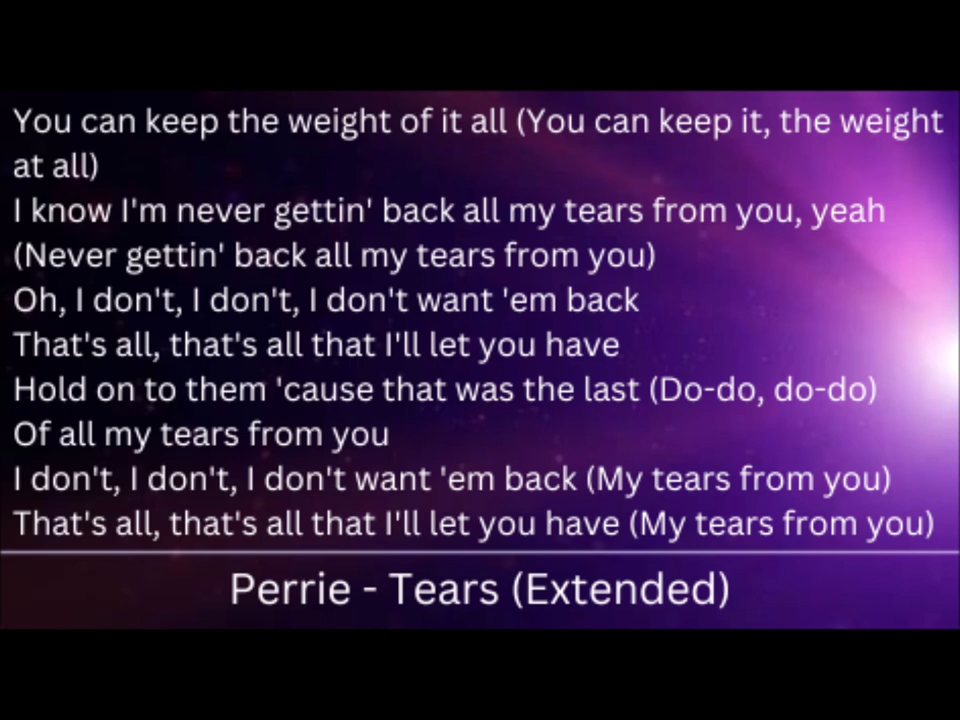 You can keep the weight of it all (You can keep it, the weight
at all)
I know I'm never gettin' back all my tears from you, yeah
(Never gettin' back all my tears from you)
Oh, I don't, I don't, I don't want 'em back
That's all, that's all that I'll let you have
Hold on to them 'cause that was the last (Do-do, do-do)
Of all my tears from you
I don't, I don't, I don't want 'em back (My tears from you)
That's all, that's all that I'll let you have (My tears from you)
Perrie - Tears (Extended)